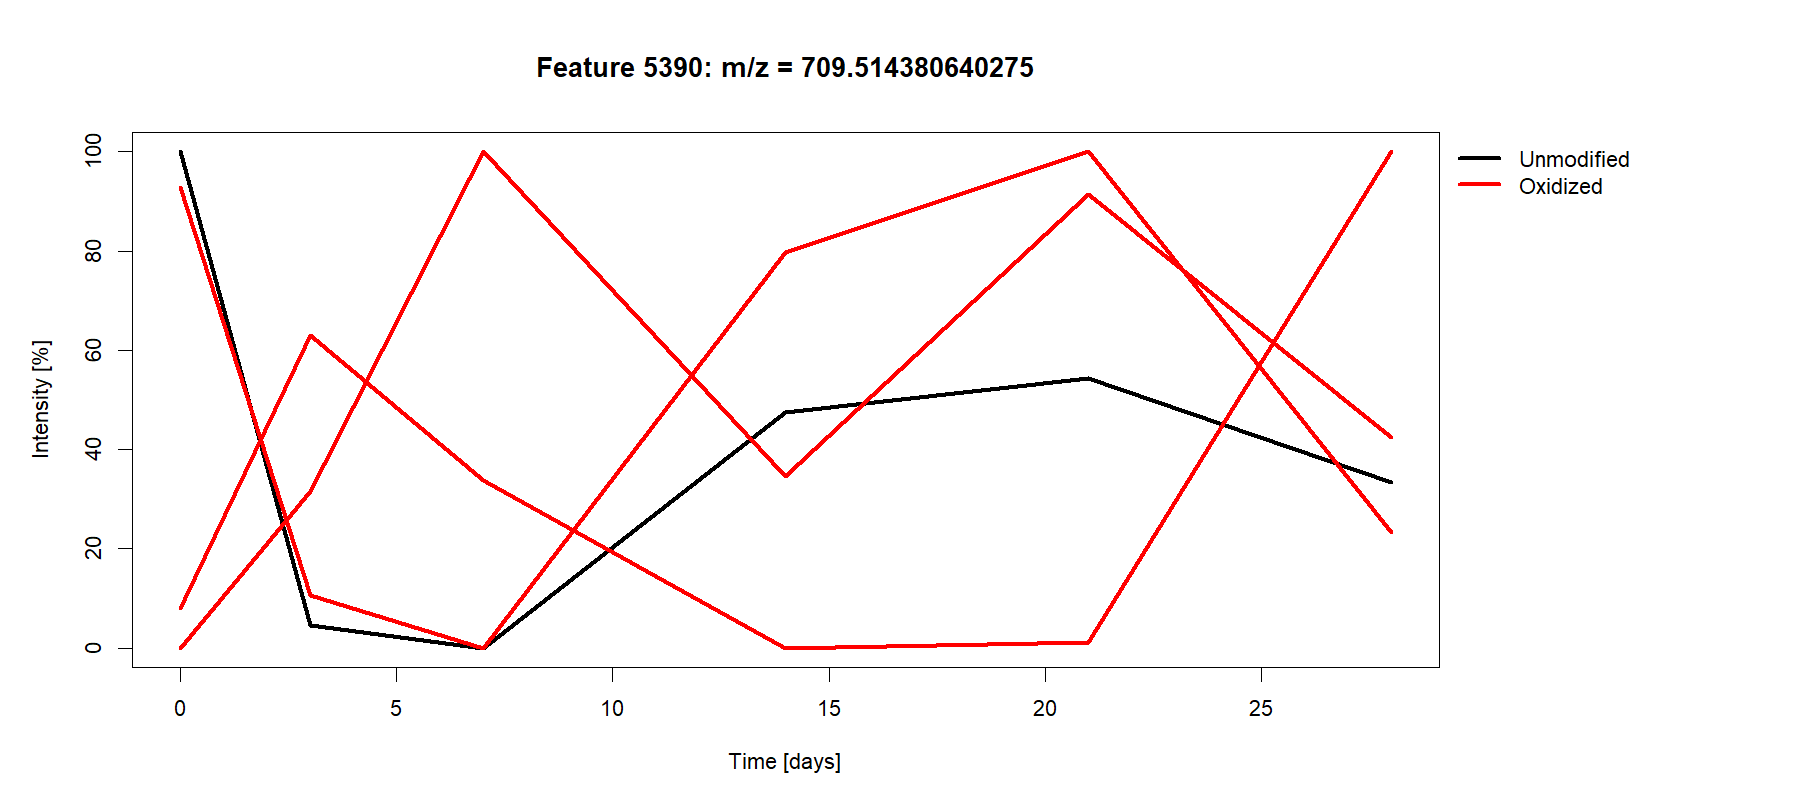 Feature 5390: m/z = 709.514380640275
100
80
60
40
20
0
Intensity [%]
0 5 10 15 20 25
Time [days]
Unmodified
Oxidized